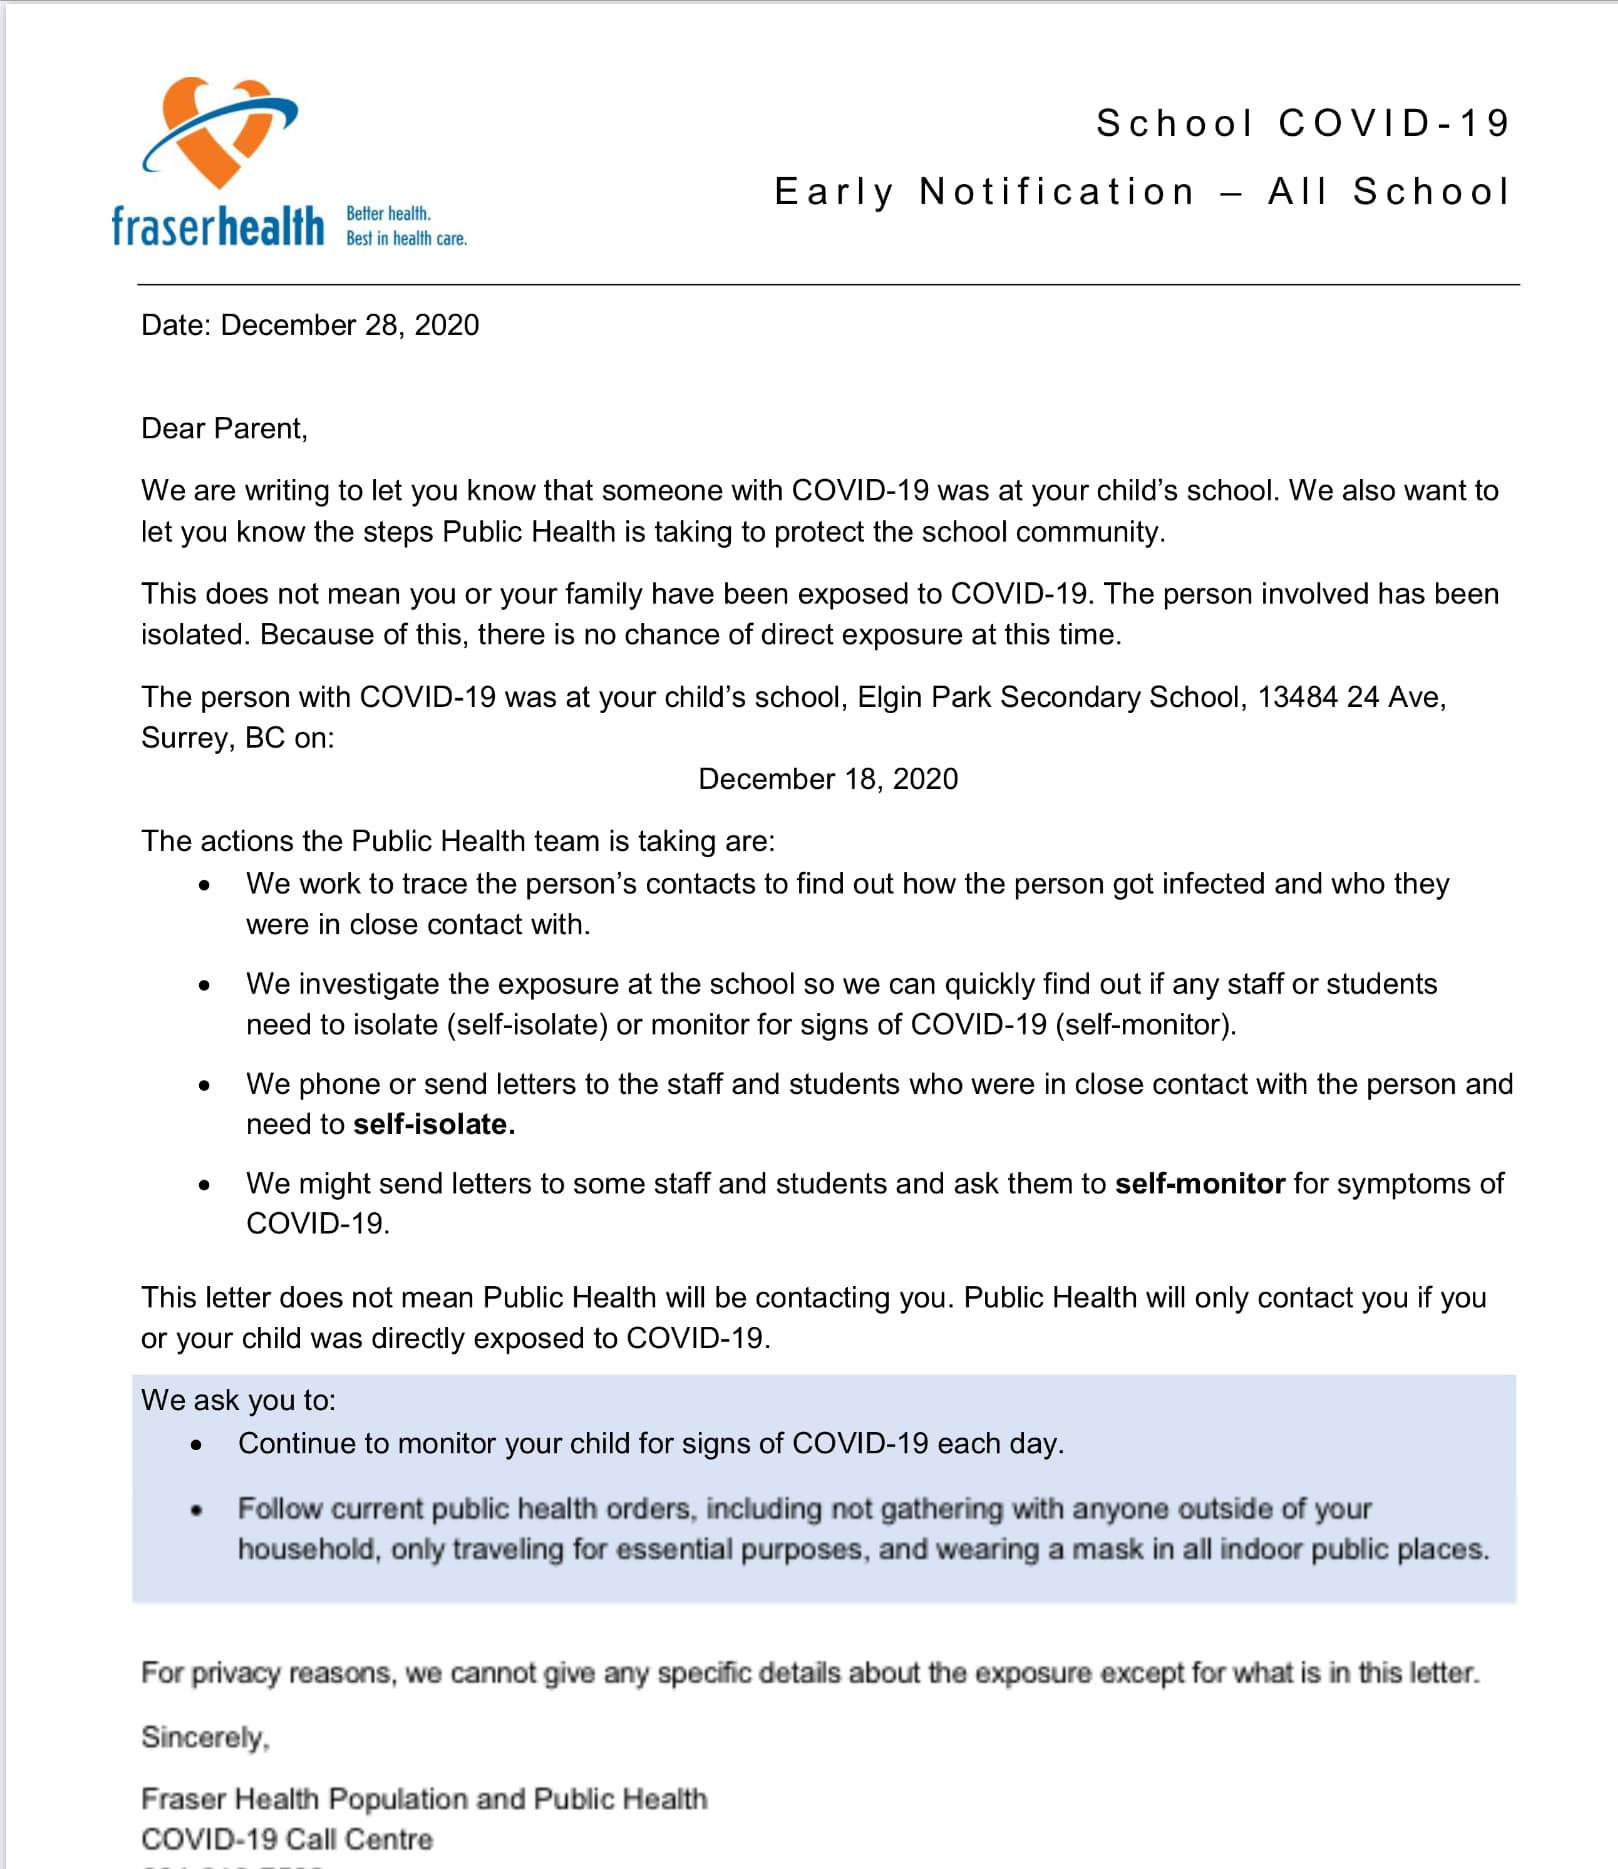 School COVID-19
Early Notification – All School
fraserhealth
Better health.
Best in health care.
Date: December 28, 2020
Dear Parent,
We are writing to let you know that someone with COVID-19 was at your child’s school. We also want to
let you know the steps Public Health is taking to protect the school community.
This does not mean you or your family have been exposed to COVID-19. The person involved has been
isolated. Because of this, there is no chance of direct exposure at this time.
The person with COVID-19 was at your child’s school, Elgin Park Secondary School, 13484 24 Ave,
Surrey, BC on:
December 18, 2020
The actions the Public Health team is taking are:
• We work to trace the person’s contacts to find out how the person got infected and who they
were in close contact with.
• We investigate the exposure at the school so we can quickly find out if any staff or students
need to isolate (self-isolate) or monitor for signs of COVID-19 (self-monitor).
• We phone or send letters to the staff and students who were in close contact with the person and
need to self-isolate.
• We might send letters to some staff and students and ask them to self-monitor for symptoms of
COVID-19.
This letter does not mean Public Health will be contacting you. Public Health will only contact you if you
or your child was directly exposed to COVID-19.
We ask you to:
• Continue to monitor your child for signs of COVID-19 each day.
• Follow current public health orders, including not gathering with anyone outside of your
household, only traveling for essential purposes, and wearing a mask in all indoor public places.
For privacy reasons, we cannot give any specific details about the exposure except for what is in this letter.
Sincerely,
Fraser Health Population and Public Health
COVID-19 Call Centre